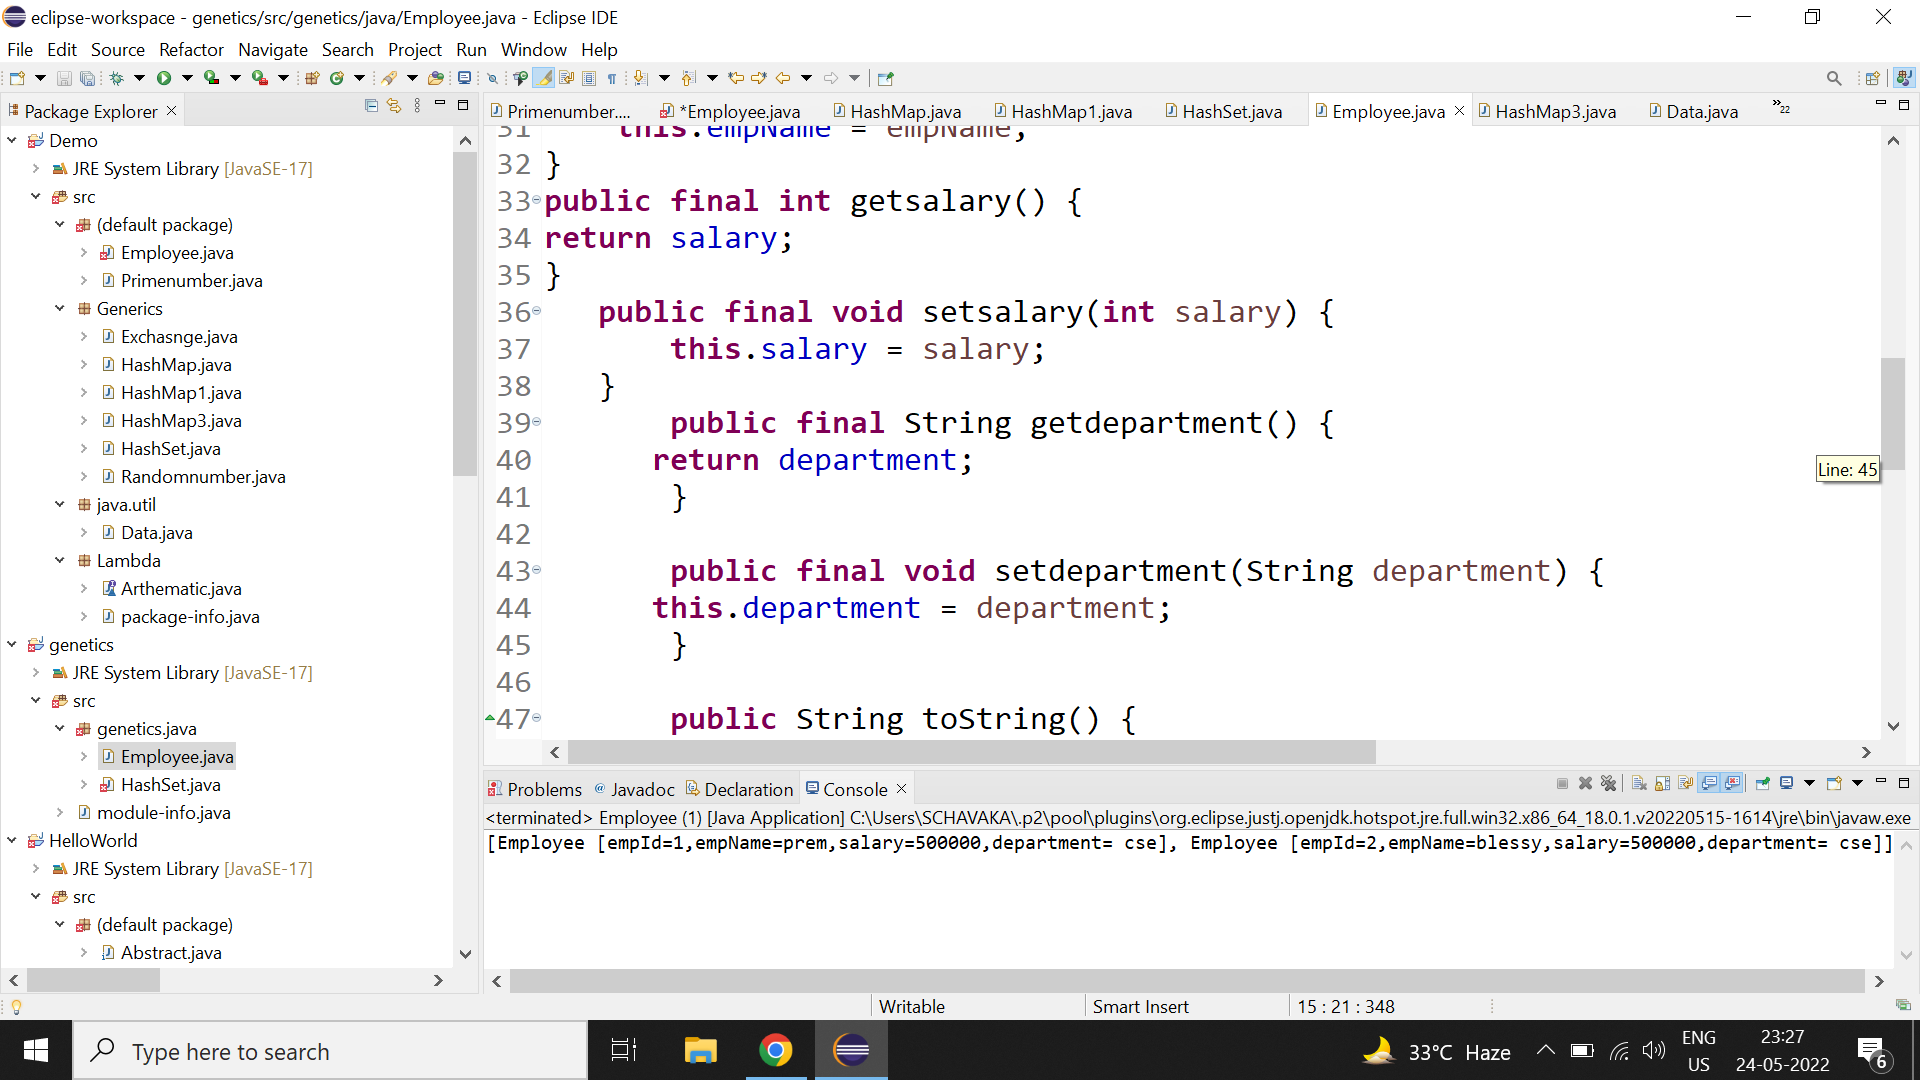 eclipse-workspace - genetics/src/genetics/java/Employee.java - Eclipse IDE
File Edit Source Refactor Navigate Search Project Run Window Help
Package Explorer
Primenumber.... *Employee.java HashMap.java HashMap1.java HashSet.java Employee.java HashMap3.java Data.java »22
Demo
JRE System Library [JavaSE-17]
src
(default package)
Employee.java
Primenumber.java
Generics
Exchasnge.java
HashMap.java
HashMap1.java
HashMap3.java
HashSet.java
Randomnumber.java
java.util
Data.java
Lambda
Arthematic.java
package-info.java
genetics
JRE System Library [JavaSE-17]
src
genetics.java
Employee.java
HashSet.java
module-info.java
HelloWorld
JRE System Library [JavaSE-17]
src
(default package)
Abstract.java
31 this.empName = empName;
32 }
33 public final int getsalary() {
34 return salary;
35 }
36 public final void setsalary(int salary) {
37 this.salary = salary;
38 }
39 public final String getdepartment() {
40 return department;
41 }
42
43 public final void setdepartment(String department) {
44 this.department = department;
45 }
46
47 public String toString() {
Line: 45
Problems @ Javadoc Declaration Console
<terminated> Employee (1) [Java Application] C:\Users\SCHAVAKA\.p2\pool\plugins\org.eclipse.justj.openjdk.hotspot.jre.full.win32.x86_64_18.0.1.v20220515-1614\jre\bin\javaw.exe
[Employee [empId=1,empName=prem,salary=500000,department= cse], Employee [empId=2,empName=blessy,salary=500000,department= cse]]
Writable Smart Insert 15 : 21 : 348
Type here to search
33°C Haze
ENG
US
23:27
24-05-2022
6